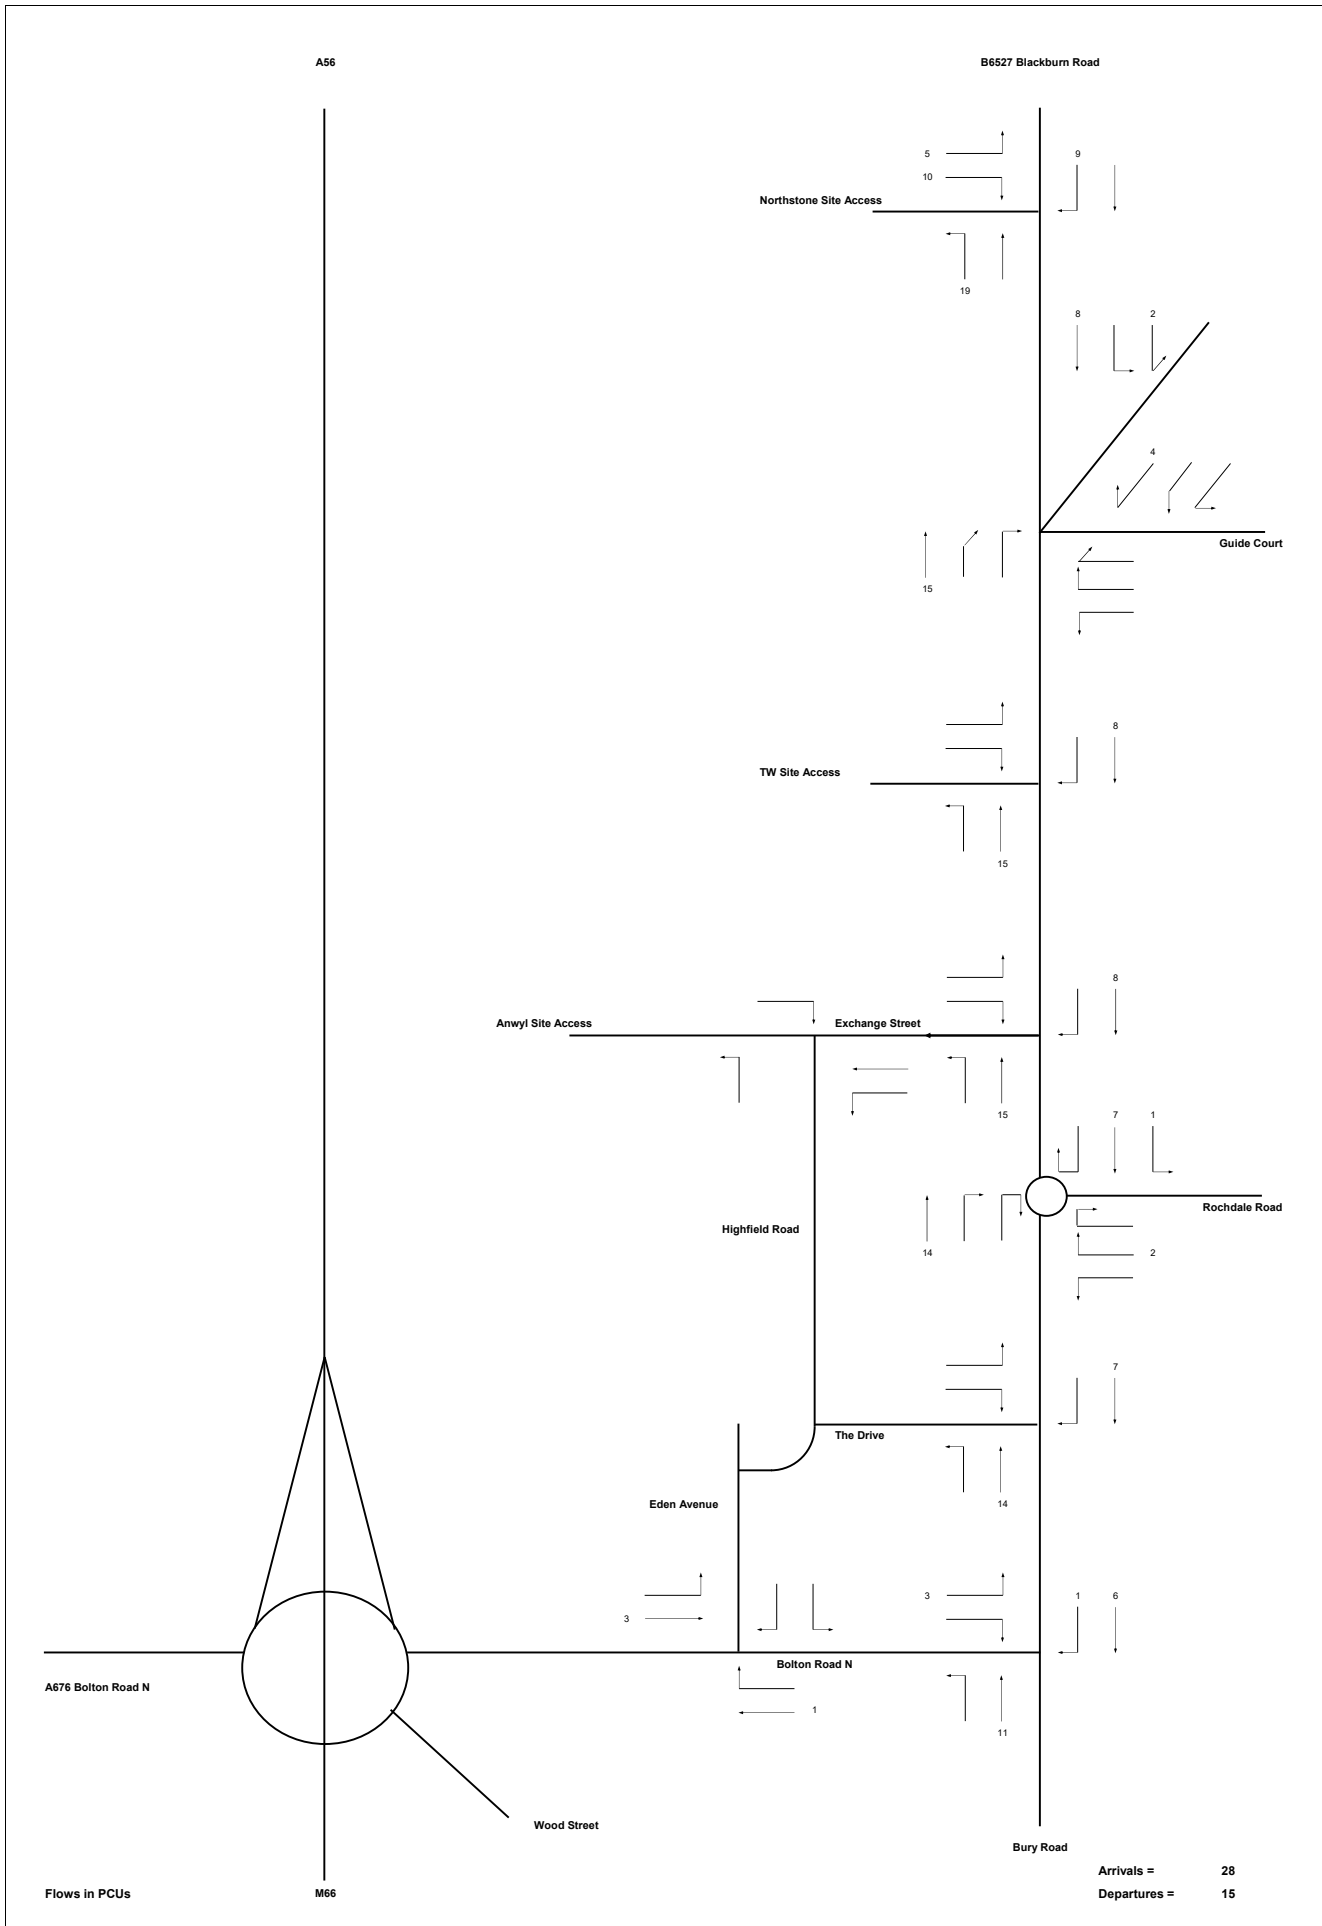 A56
B6527 Blackburn Road
5
9
10
Northstone Site Access
19
8
2
4
Guide Court
15
8
TW Site Access
15
8
Anwyl Site Access
Exchange Street
15
7
1
Rochdale Road
Highfield Road
14
2
7
The Drive
Eden Avenue
14
3
3
1
6
Bolton Road N
A676 Bolton Road N
1
11
Wood Street
Bury Road
Arrivals =
28
Flows in PCUs
M66
Departures =
15